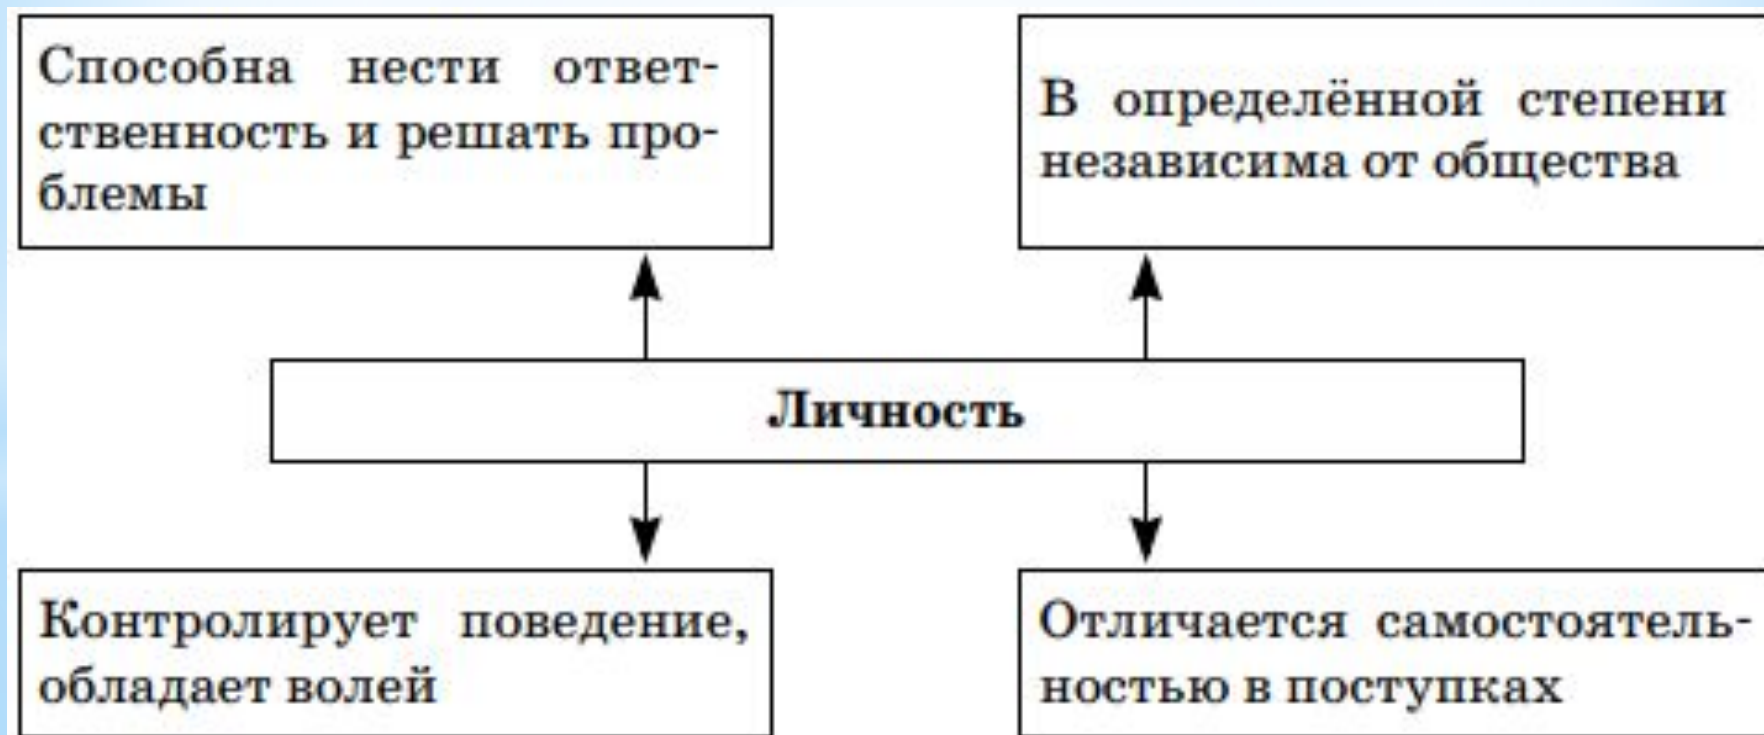 Способна нести ответ-
ственность и решать про-
блемы
В определённой степени
независима от общества
Личность
Контролирует поведение,
обладает волей
Отличается самостоятель-
ностью в поступках